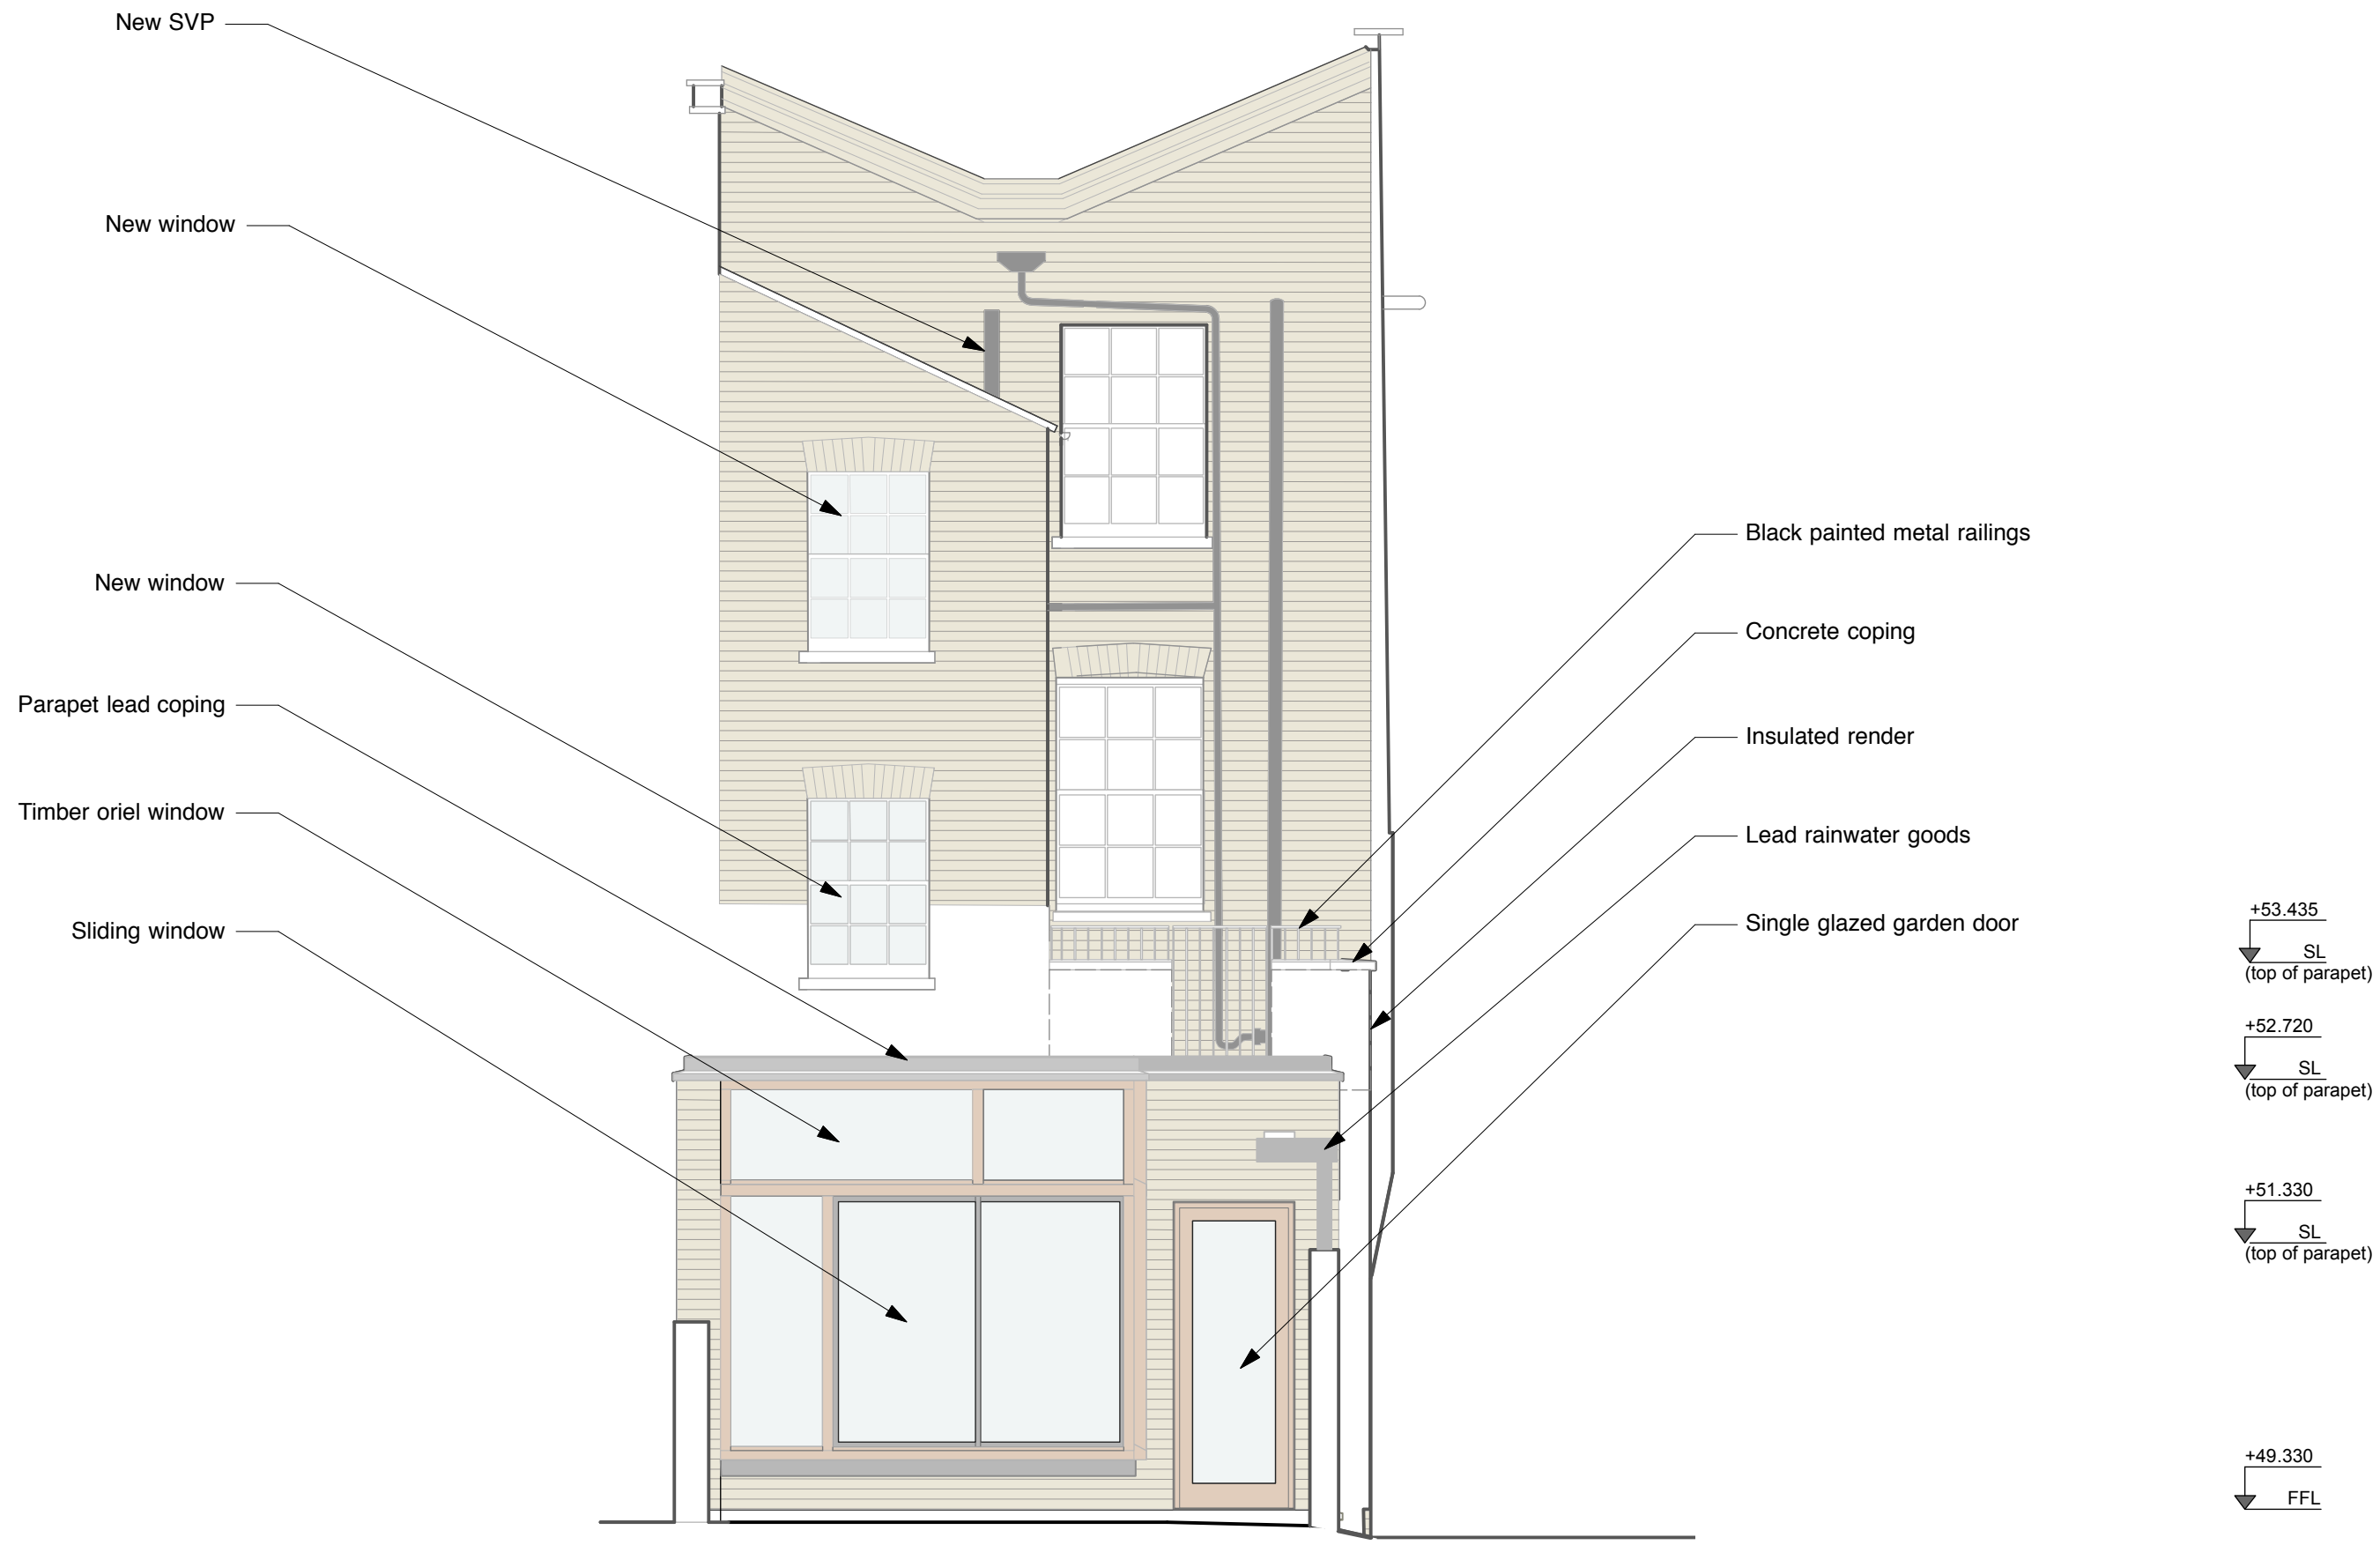 New SVP
New window
New window
Parapet lead coping
Timber oriel window
Sliding window
Black painted metal railings
Concrete coping
Insulated render
Lead rainwater goods
Single glazed garden door
+53.435
SL
(top of parapet)
+52.720
SL
(top of parapet)
+51.330
SL
(top of parapet)
+49.330
FFL